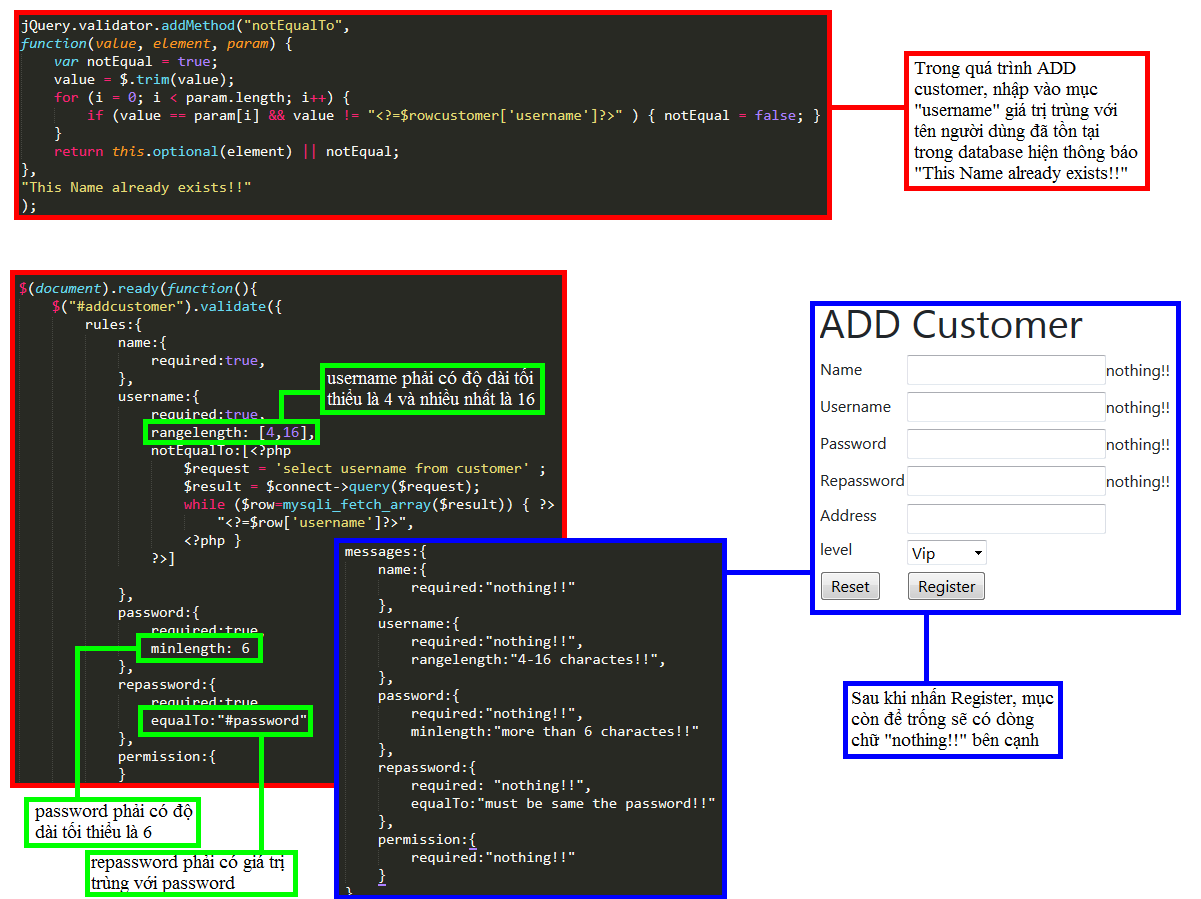 jQuery.validator.addMethod("notEqualTo",
function(value, element, param) {
var notEqual = true;
value = $.trim(value);
for (i = 0; i < param.length; i++) {
if (value == param[i] && value != "<?=$rowcustomer['username']?>" ) { notEqual = false; }
}
return this.optional(element) || notEqual;
},
"This Name already exists!!"
);
Trong quá trình ADD
customer, nhập vào mục
"username" giá trị trùng với
tên người dùng đã tồn tại
trong database hiện thông báo
"This Name already exists!!"
$(document).ready(function(){
$("#addcustomer").validate({
rules:{
name:{
required:true,
},
username:{
required:true,
rangelength: [4,16],
notEqualTo:[<?php
$request = 'select username from customer' ;
$result = $connect->query($request);
while ($row=mysqli_fetch_array($result)) { ?>
"<?=$row['username']?>",
<?php }
?>]
},
password:{
required:true,
minlength: 6
},
repassword:{
required:true,
equalTo:"#password"
},
permission:{
}
username phải có độ dài tối
thiểu là 4 và nhiều nhất là 16
password phải có độ
dài tối thiểu là 6
repassword phải có giá trị
trùng với password
messages:{
name:{
required:"nothing!!"
},
username:{
required:"nothing!!",
rangelength:"4-16 charactes!!",
},
password:{
required:"nothing!!",
minlength:"more than 6 charactes!!"
},
repassword:{
required: "nothing!!",
equalTo:"must be same the password!!"
},
permission:{
required:"nothing!!"
}
}
ADD Customer
Name nothing!!
Username nothing!!
Password nothing!!
Repassword nothing!!
Address
level Vip
Reset Register
Sau khi nhấn Register, mục
còn để trống sẽ có dòng
chữ "nothing!!" bên cạnh